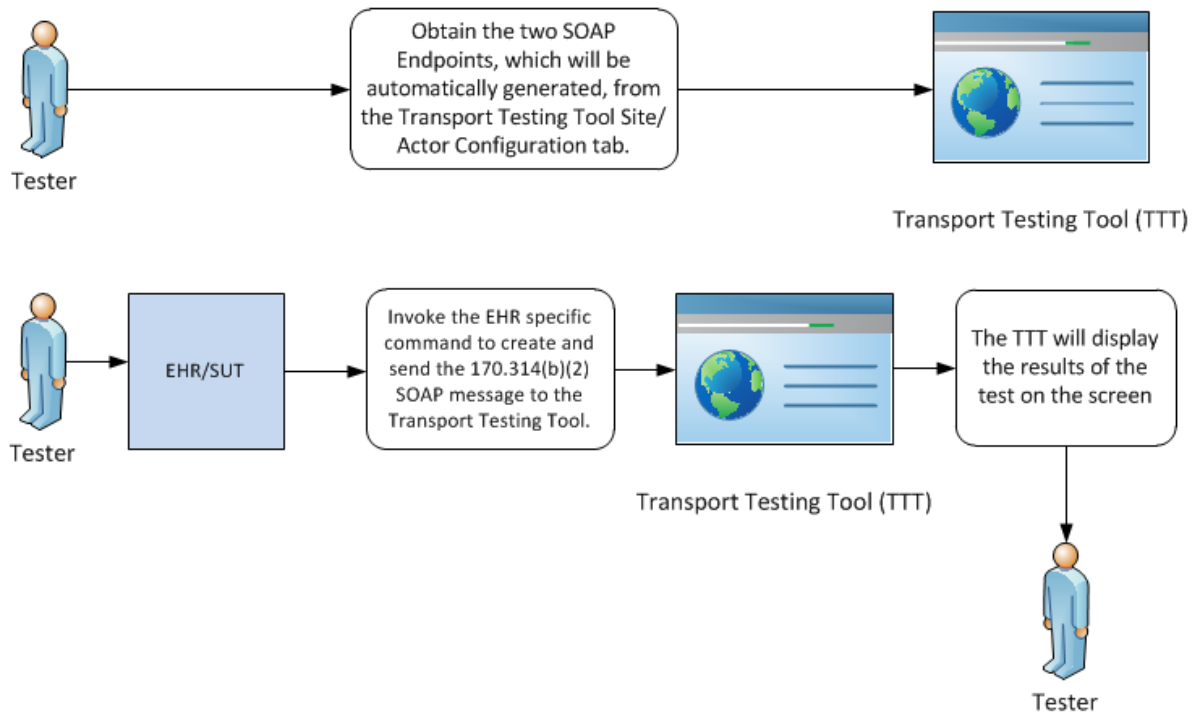 Obtain the two SOAP
Endpoints, which will be
automatically generated, from
the Transport Testing Tool Site/
Actor Configuration tab.
Tester
Transport Testing Tool (TTT)
EHR/SUT
Invoke the EHR specific
command to create and
send the 170.314(b)(2)
SOAP message to the
Transport Testing Tool.
The TTT will display
the results of the
test on the screen
Tester
Transport Testing Tool (TTT)
Tester